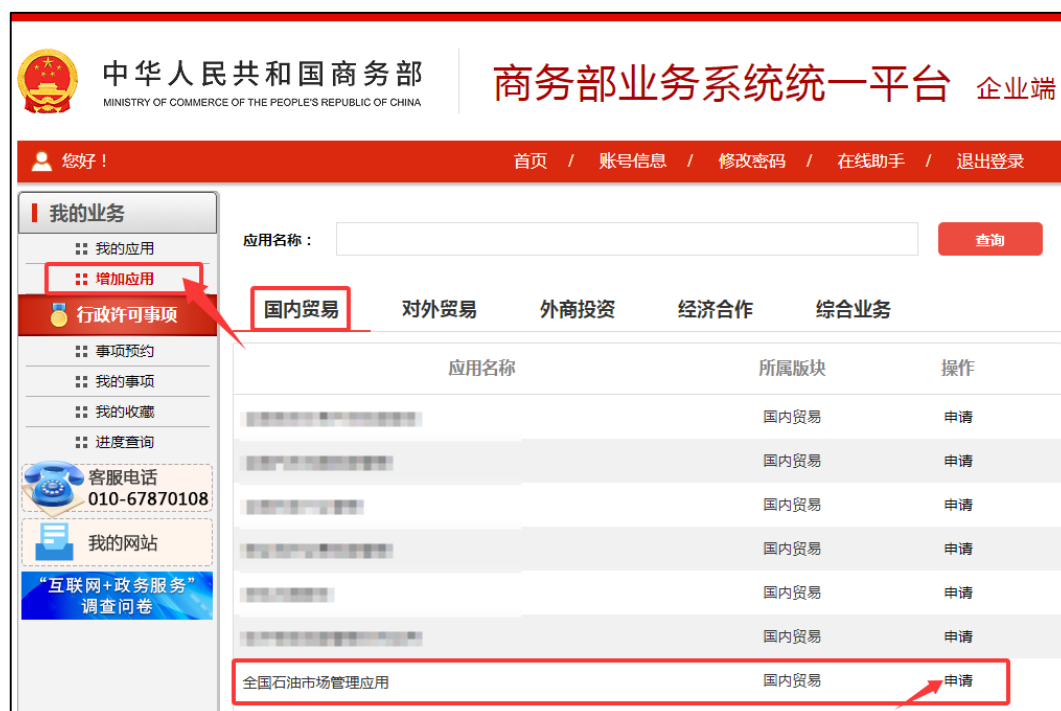 中华人民共和国商务部
MINISTRY OF COMMERCE OF THE PEOPLE'S REPUBLIC OF CHINA
商务部业务系统统一平台 企业端
您好！
首页 / 账号信息 / 修改密码 / 在线助手 / 退出登录
我的业务
我的应用
增加应用
行政许可事项
事项预约
我的事项
我的收藏
进度查询
客服电话
010-67870108
我的网站
“互联网+政务服务”
调查问卷
应用名称： 查询
国内贸易 对外贸易 外商投资 经济合作 综合业务
应用名称 所属版块 操作
国内贸易 申请
国内贸易 申请
国内贸易 申请
国内贸易 申请
国内贸易 申请
国内贸易 申请
全国石油市场管理应用 国内贸易 申请